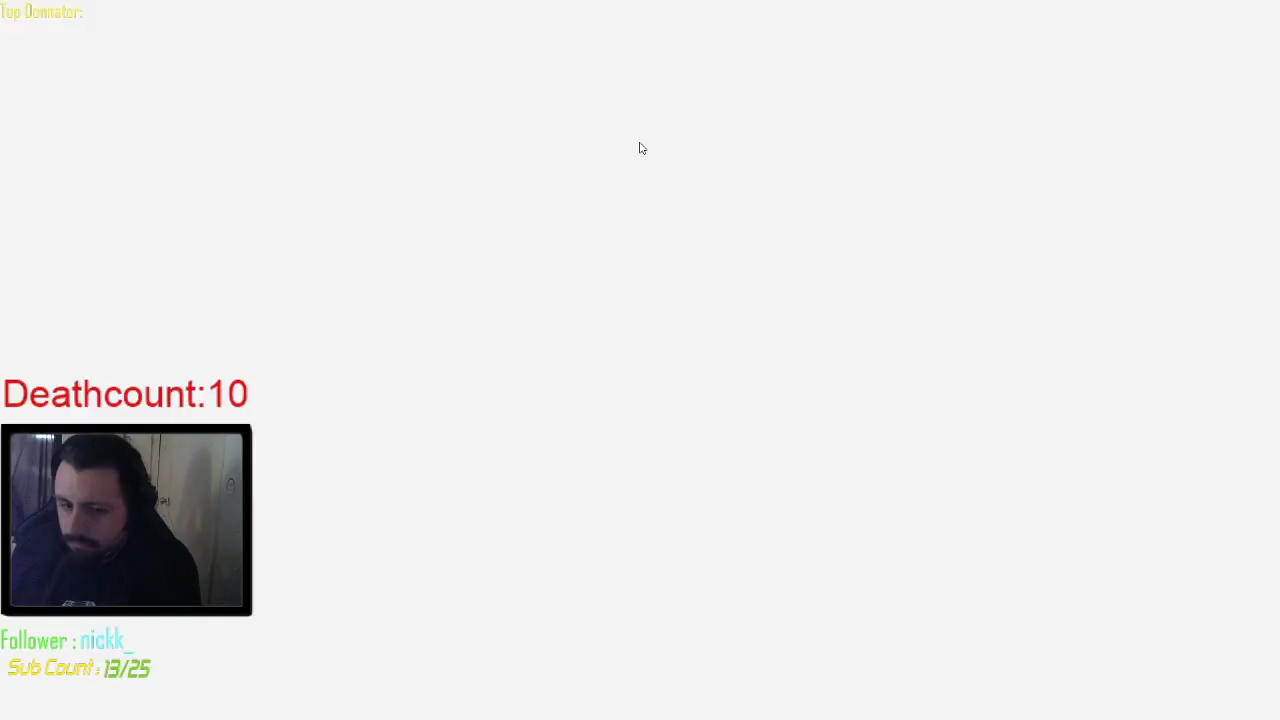 Top Donnator:
Deathcount:10
Follower : nickk_
Sub Count : 13/25